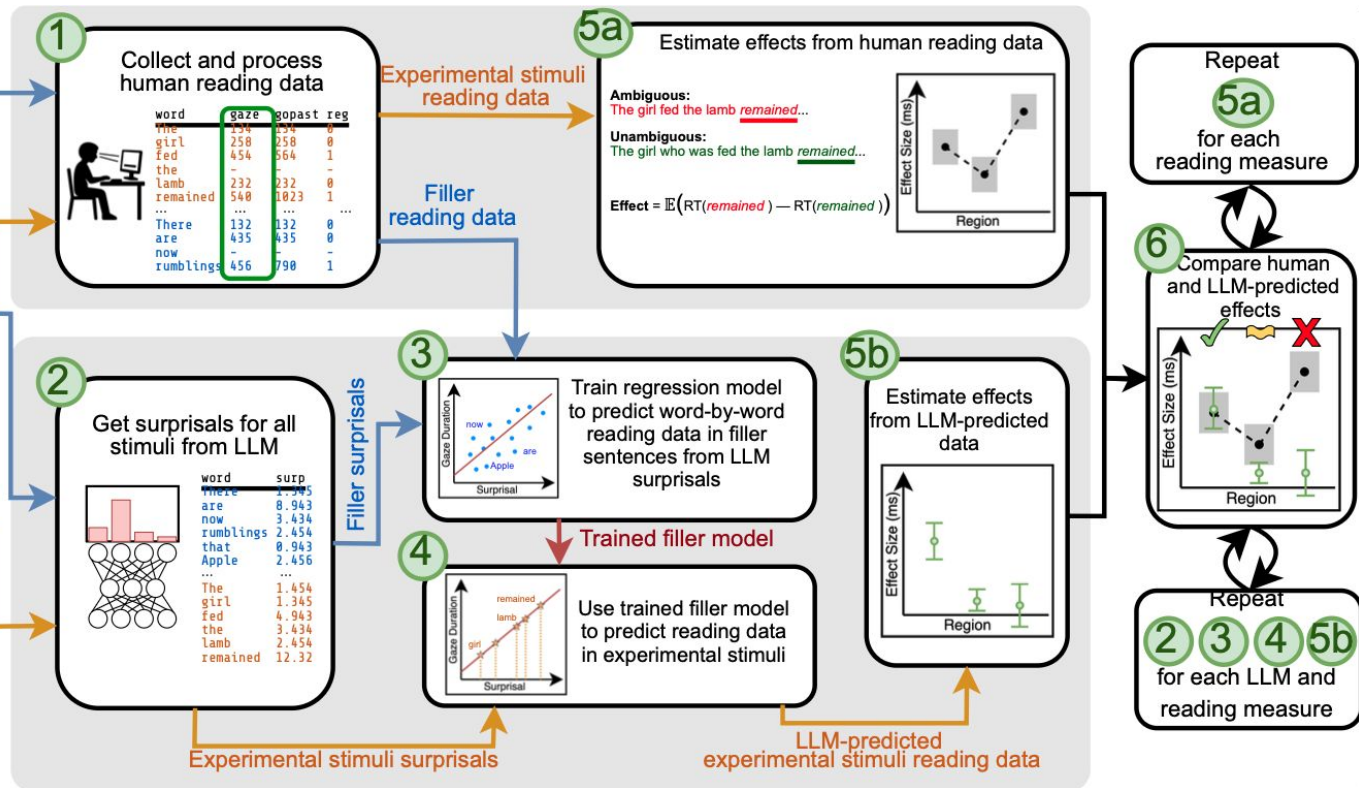 1
Collect and process
human reading data
word gaze gopast reg
The 134 134 0
girl 258 258 0
fed 454 564 1
the - - -
lamb 232 232 0
remained 540 1023 1
... ... ... ...
There 132 132 0
are 435 435 0
now - - -
rumblings 456 790 1
Experimental stimuli
reading data
Filler
reading data
5a
Estimate effects from human reading data
Ambiguous:
The girl fed the lamb remained...
Unambiguous:
The girl who was fed the lamb remained...
Effect = 𝔼(RT(remained ) — RT(remained ))
Effect Size (ms)
Region
2
Get surprisals for all
stimuli from LLM
word surp
There 1.345
are 8.943
now 3.434
rumblings 2.454
that 0.943
Apple 2.456
... ...
The 1.454
girl 1.345
fed 4.943
the 3.434
lamb 2.454
remained 12.32
Filler surprisals
Experimental stimuli surprisals
3
Gaze Duration
now
are
Apple
Surprisal
Train regression model
to predict word-by-word
reading data in filler
sentences from LLM
surprisals
Trained filler model
4
Gaze Duration
remained
lamb
girl
Surprisal
Use trained filler model
to predict reading data
in experimental stimuli
LLM-predicted
experimental stimuli reading data
5b
Estimate effects
from LLM-predicted
data
Effect Size (ms)
Region
Repeat
5a
for each
reading measure
6
Compare human
and LLM-predicted
effects
Effect Size (ms)
Region
Repeat
2 3 4 5b
for each LLM and
reading measure